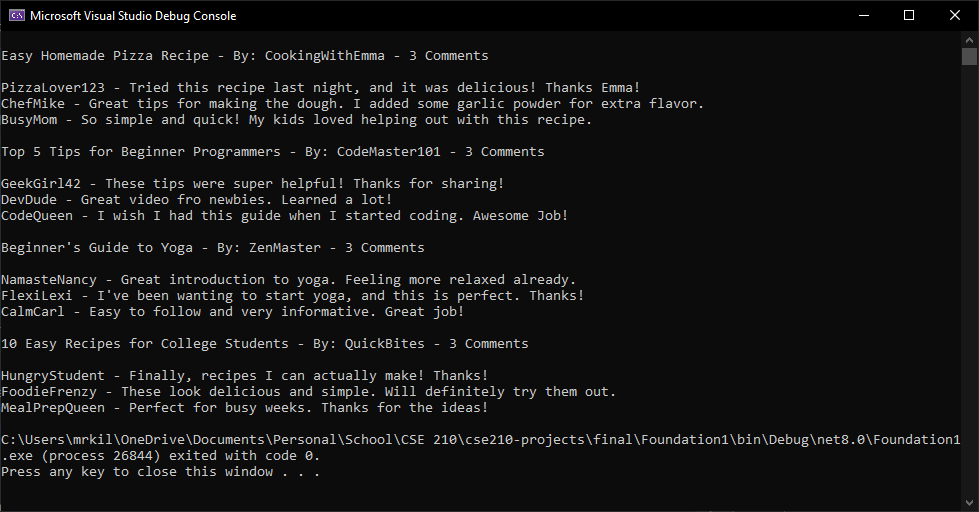 Microsoft Visual Studio Debug Console
Easy Homemade Pizza Recipe - By: CookingWithEmma - 3 Comments
PizzaLover123 - Tried this recipe last night, and it was delicious! Thanks Emma!
ChefMike - Great tips for making the dough. I added some garlic powder for extra flavor.
BusyMom - So simple and quick! My kids loved helping out with this recipe.
Top 5 Tips for Beginner Programmers - By: CodeMaster101 - 3 Comments
GeekGirl42 - These tips were super helpful! Thanks for sharing!
DevDude - Great video fro newbies. Learned a lot!
CodeQueen - I wish I had this guide when I started coding. Awesome Job!
Beginner's Guide to Yoga - By: ZenMaster - 3 Comments
NamasteNancy - Great introduction to yoga. Feeling more relaxed already.
FlexiLexi - I've been wanting to start yoga, and this is perfect. Thanks!
CalmCarl - Easy to follow and very informative. Great job!
10 Easy Recipes for College Students - By: QuickBites - 3 Comments
HungryStudent - Finally, recipes I can actually make! Thanks!
FoodieFrenzy - These look delicious and simple. Will definitely try them out.
MealPrepQueen - Perfect for busy weeks. Thanks for the ideas!
C:\Users\mrkil\OneDrive\Documents\Personal\School\CSE 210\cse210-projects\final\Foundation1\bin\Debug\net8.0\Foundation1
.exe (process 26844) exited with code 0.
Press any key to close this window . . .